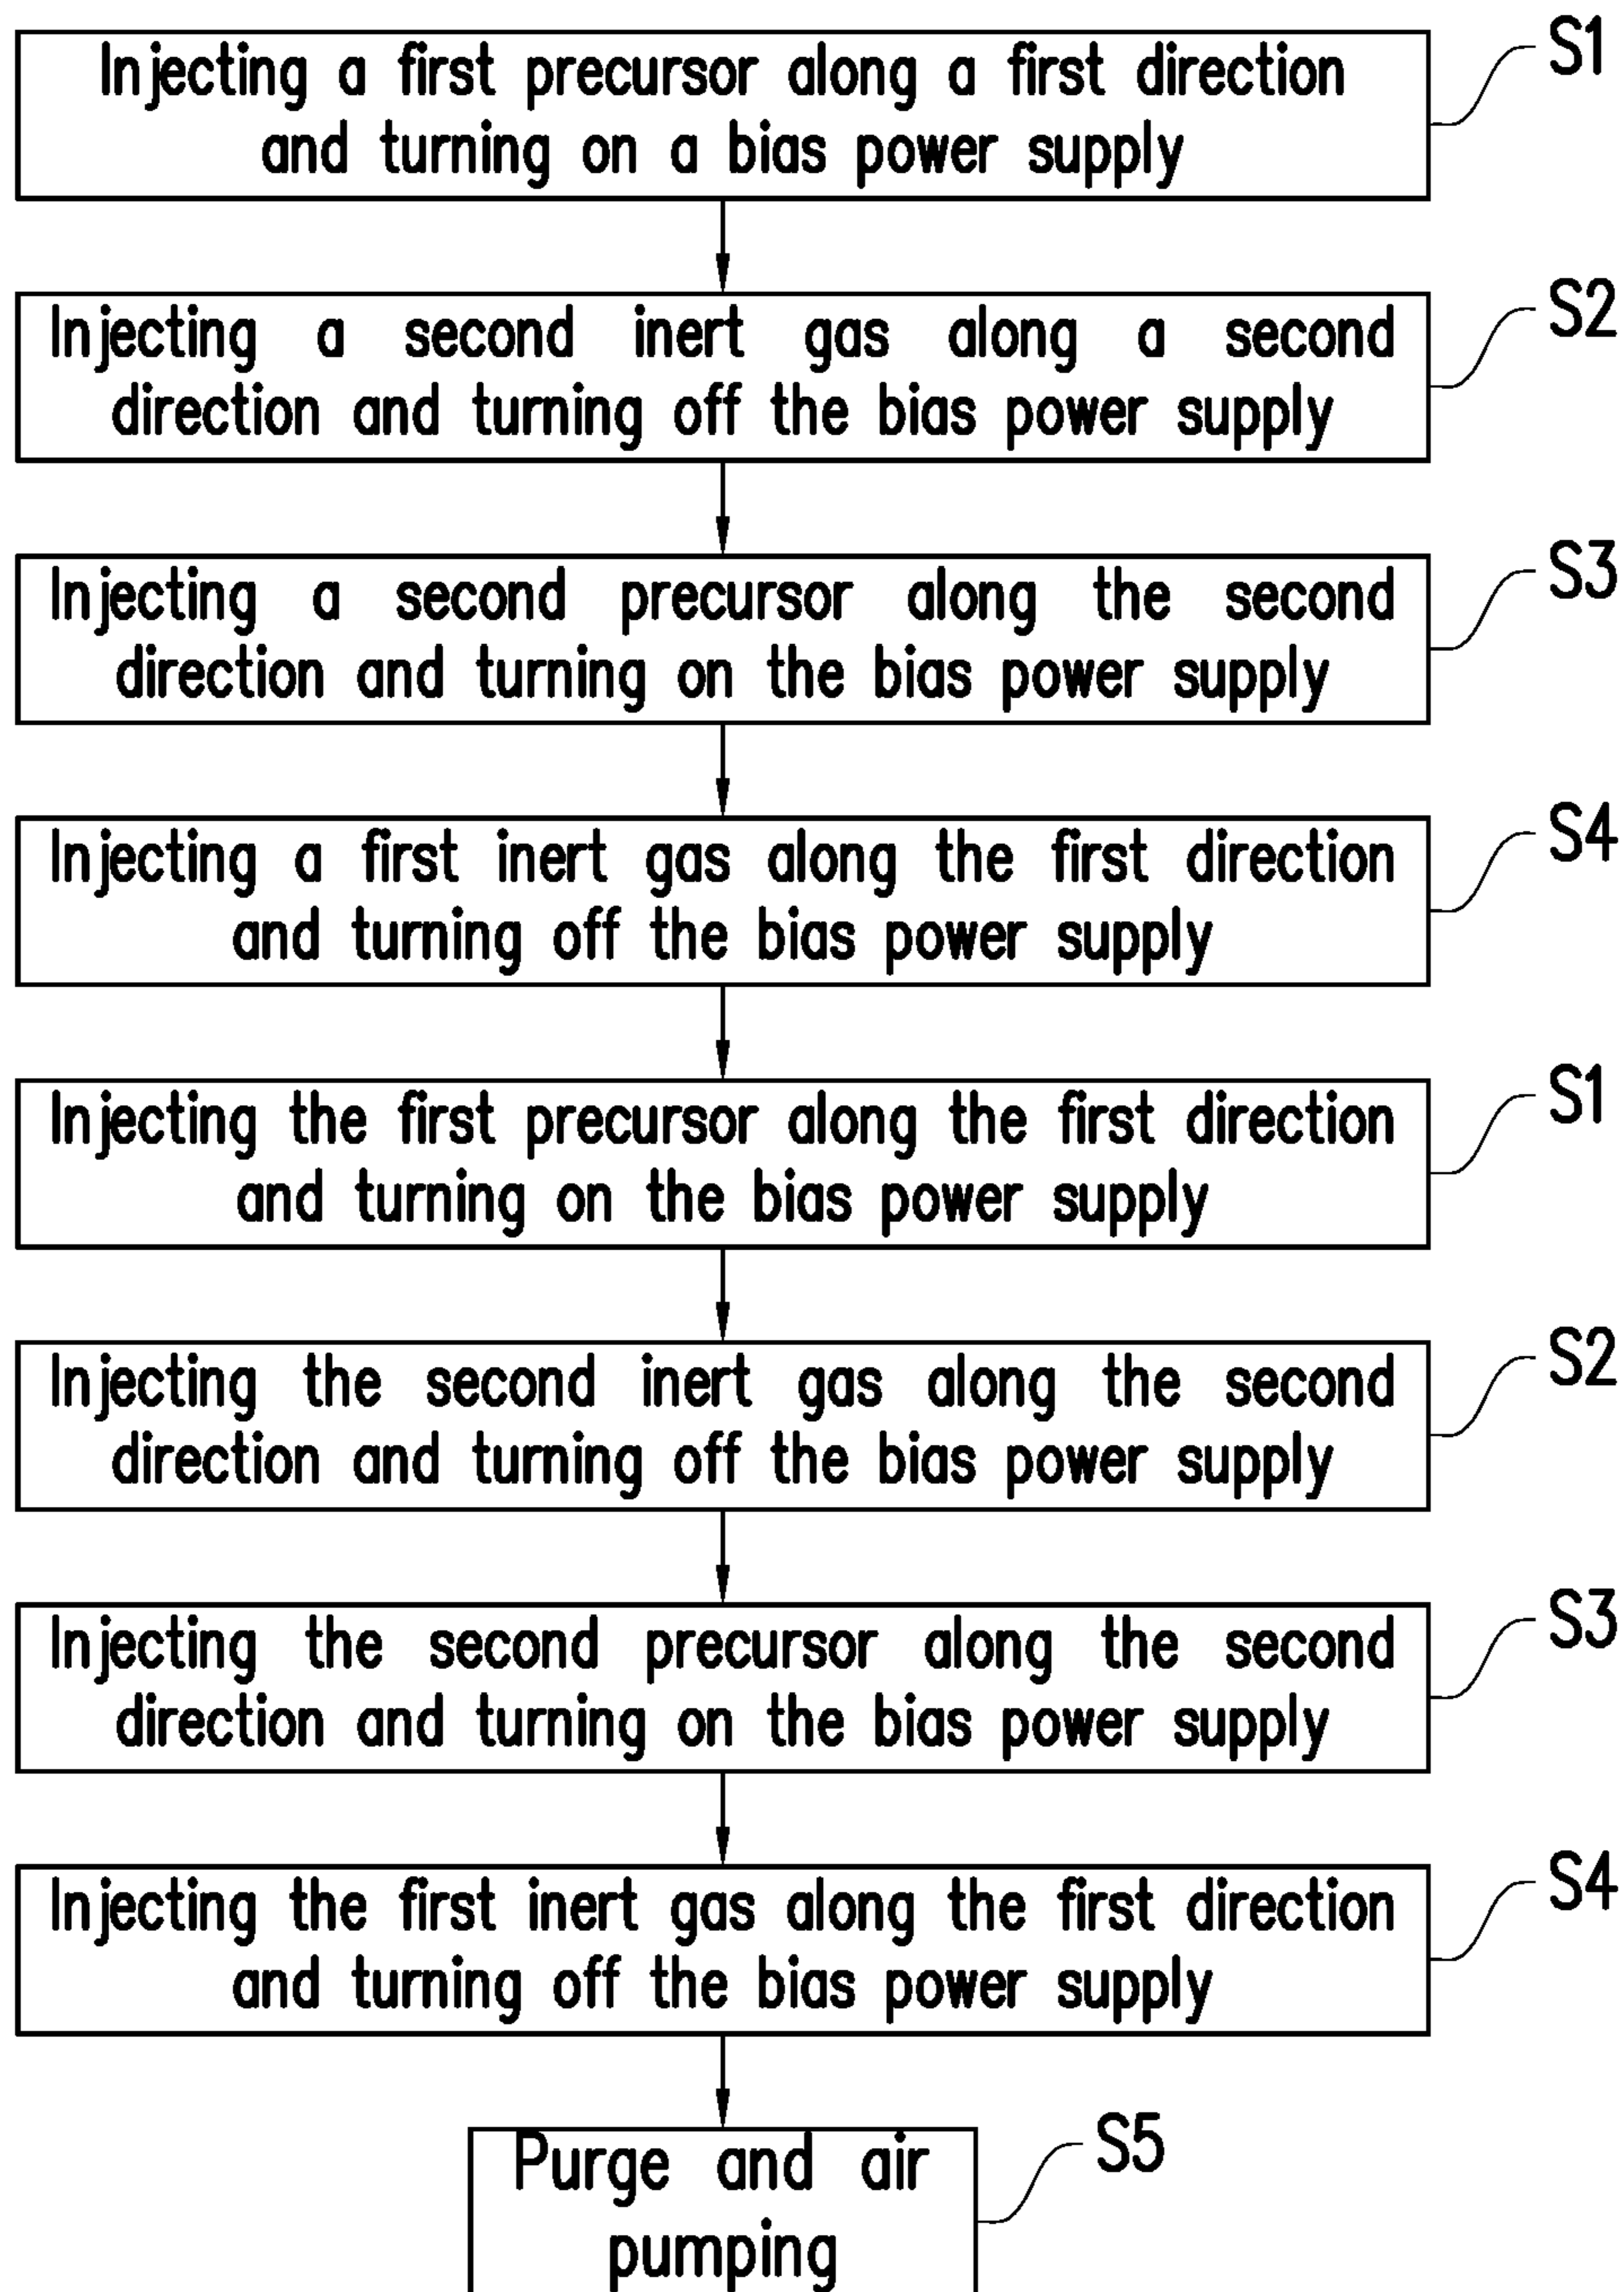 Injecting a first precursor along a first direction
and turning on a bias power supply
S1
Injecting a second inert gas along a second
direction and turning off the bias power supply
S2
Injecting a second precursor along the second
direction and turning on the bias power supply
S3
Injecting a first inert gas along the first direction
and turning off the bias power supply
S4
Injecting the first precursor along the first direction
and turning on the bias power supply
S1
Injecting the second inert gas along the second
direction and turning off the bias power supply
S2
Injecting the second precursor along the second
direction and turning on the bias power supply
S3
Injecting the first inert gas along the first direction
and turning off the bias power supply
S4
Purge and air
pumping
S5